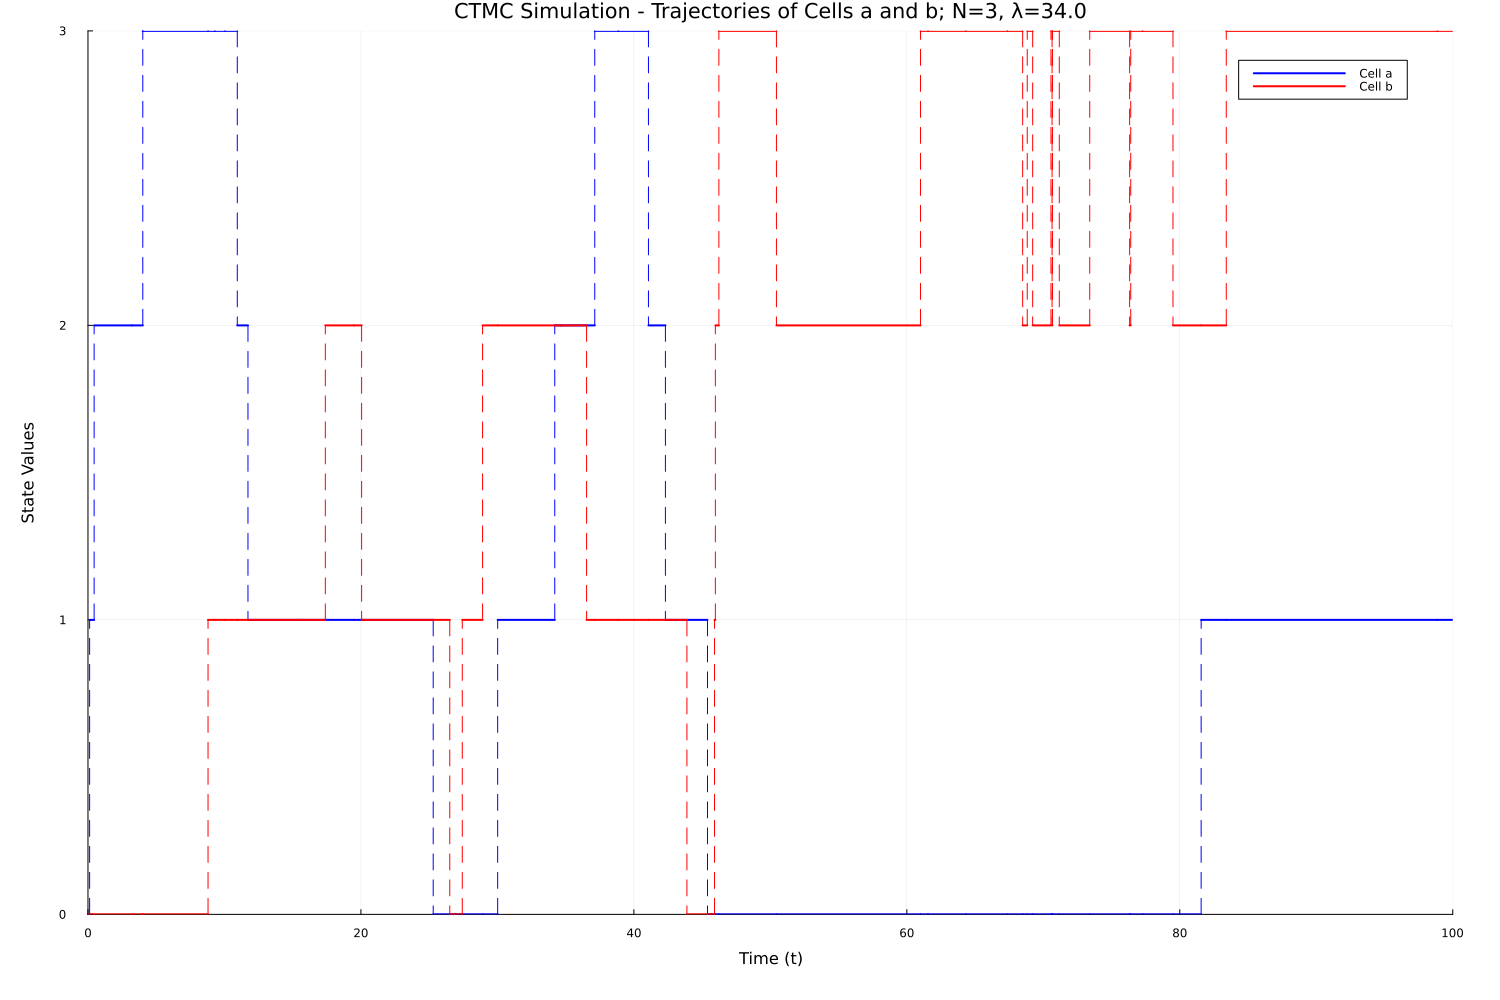 CTMC Simulation - Trajectories of Cells a and b; N=3, λ=34.0
3
Cell a
Cell b
2
State Values
1
0
0 20 40 60 80 100
Time (t)